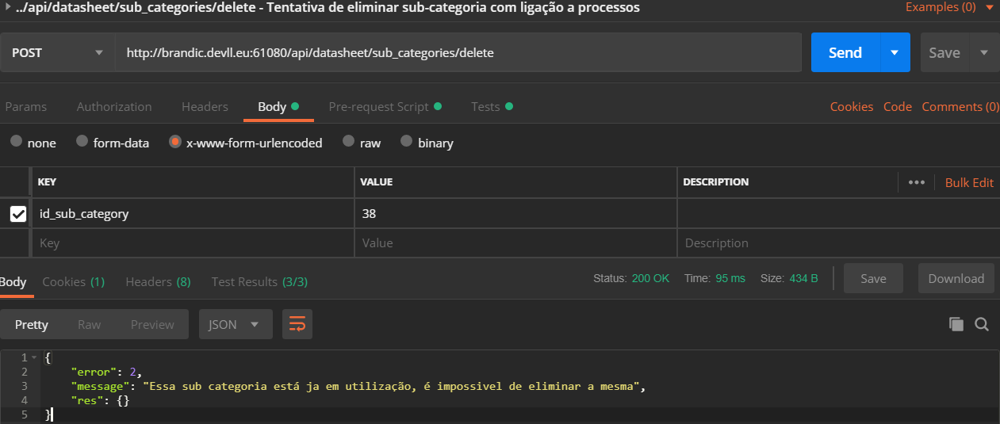 ../api/datasheet/sub_categories/delete - Tentativa de eliminar sub-categoria com ligação a processos
Examples (0)
POST
http://brandic.devll.eu:61080/api/datasheet/sub_categories/delete
Send
Save
Params
Authorization
Headers
Body
Pre-request Script
Tests
Cookies
Code
Comments (0)
none
form-data
x-www-form-urlencoded
raw
binary
KEY
VALUE
DESCRIPTION
Bulk Edit
id_sub_category
38
Key
Value
Description
Body
Cookies (1)
Headers (8)
Test Results (3/3)
Status: 200 OK
Time: 95 ms
Size: 434 B
Save
Download
Pretty
Raw
Preview
JSON
1 {
2 "error": 2,
3 "message": "Essa sub categoria está ja em utilização, é impossivel de eliminar a mesma",
4 "res": {}
5 }